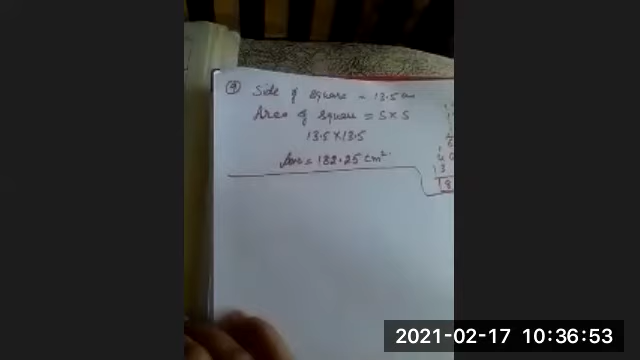 9 Side of square = 13.5 cm
Area of square = S × S
13.5 × 13.5
Area = 182.25 cm²
2021-02-17 10:36:53